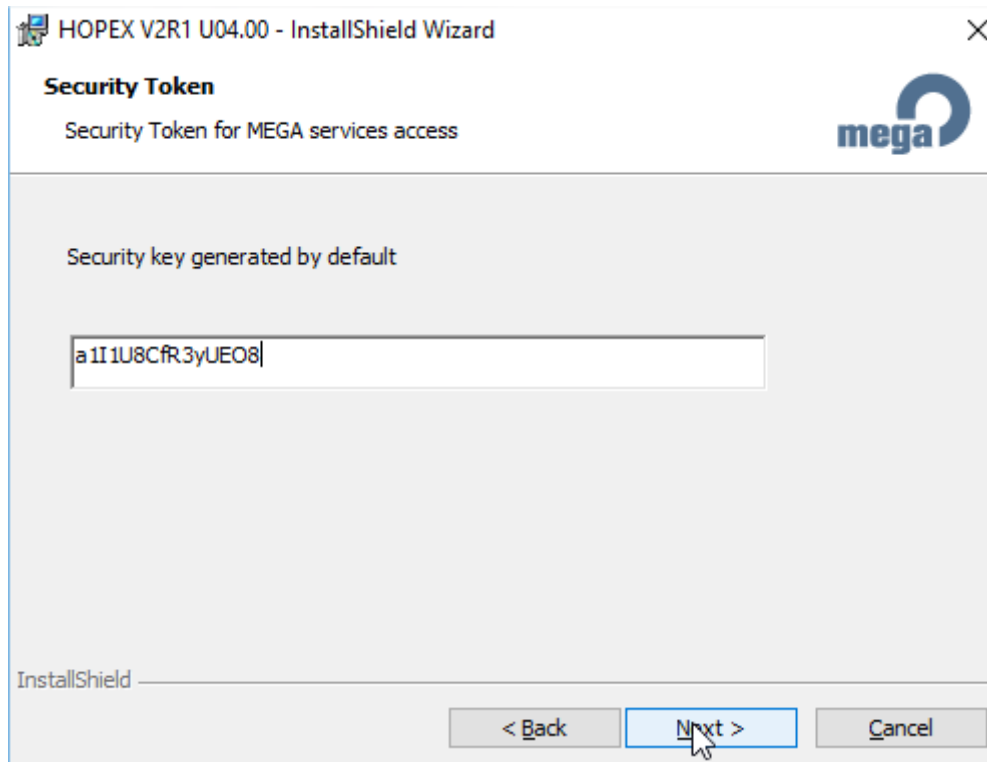 HOPEX V2R1 U04.00 - InstallShield Wizard
Security Token
Security Token for MEGA services access
mega
Security key generated by default
a1I1U8CfR3yUEO8
InstallShield
< Back
Next >
Cancel